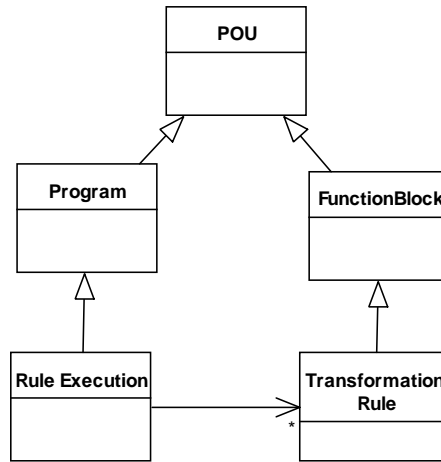 POU
Program
FunctionBlock
Rule Execution
Transformation
Rule
*